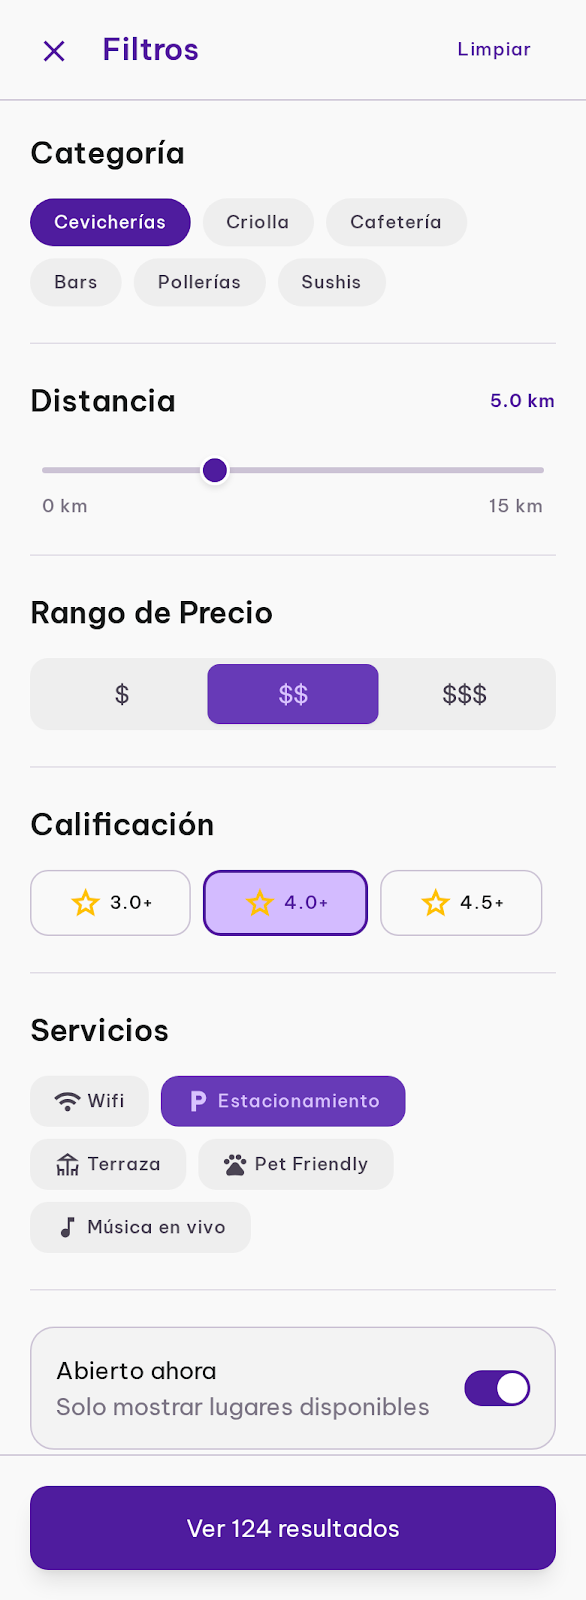 Filtros
Limpiar
Categoría
Cevicherías
Criolla
Cafetería
Bars
Pollerías
Sushis
Distancia
5.0 km
0 km
15 km
Rango de Precio
$
$$
$$$
Calificación
3.0+
4.0+
4.5+
Servicios
Wifi
Estacionamiento
Terraza
Pet Friendly
Música en vivo
Abierto ahora
Solo mostrar lugares disponibles
Ver 124 resultados